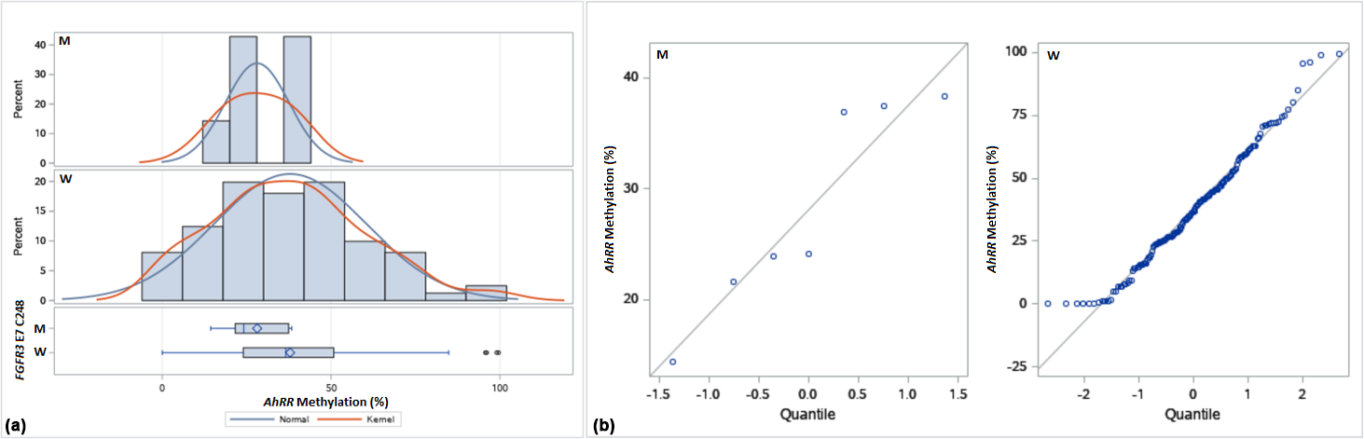 M
40
30
20
10
0
Percent
W
20
15
10
5
0
Percent
FGFR3 E7 C248
M
W
0 50 100
AhRR Methylation (%)
Normal Kernel
(a)
M
40
30
20
AhRR Methylation (%)
-1.5 -1.0 -0.5 0.0 0.5 1.0 1.5
Quantile
W
100
75
50
25
0
-25
AhRR Methylation (%)
-2 -1 0 1 2
Quantile
(b)